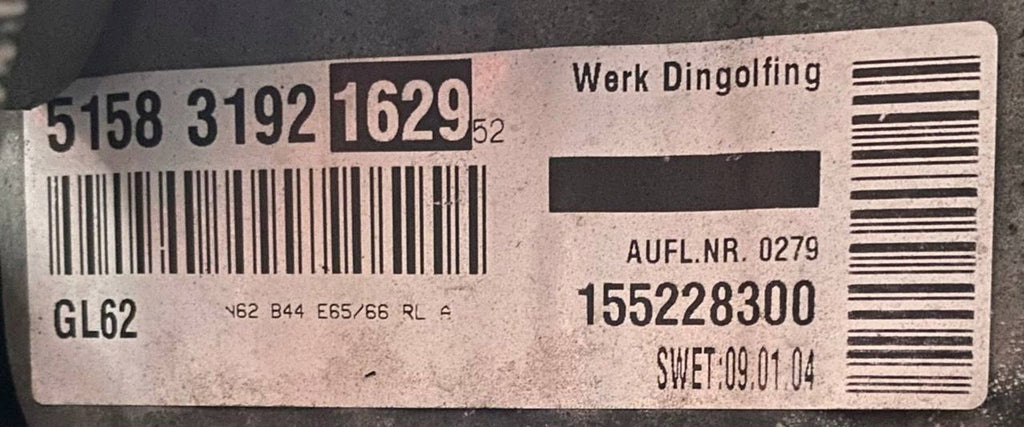 5158 3192 1629 52
GL62
N62 B44 E65/66 RL A
Werk Dingolfing
AUFL.NR. 0279
155228300
SWET:09.01.04